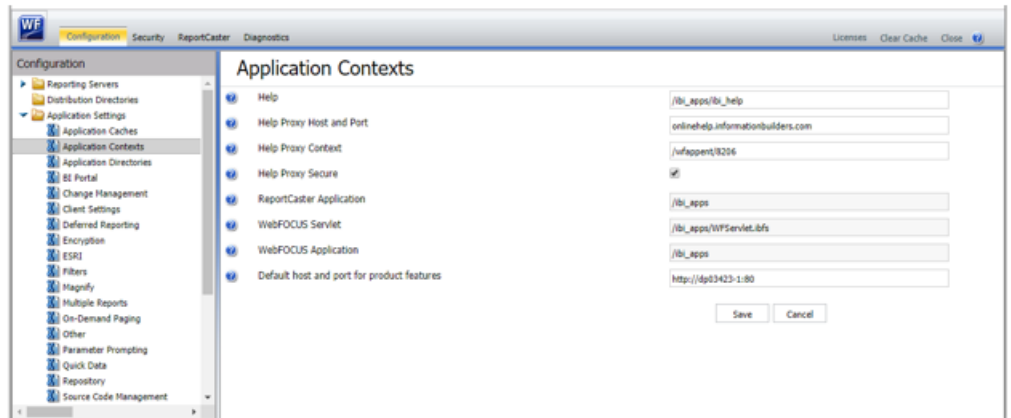 WF
Configuration Security ReportCaster Diagnostics
Licenses Clear Cache Close
Configuration
Reporting Servers
Distribution Directories
Application Settings
Application Caches
Application Contexts
Application Directories
BI Portal
Change Management
Client Settings
Deferred Reporting
Encryption
ESRI
Filters
Magnify
Multiple Reports
On-Demand Paging
Other
Parameter Prompting
Quick Data
Repository
Source Code Management
Application Contexts
Help /ibi_apps/ibi_help
Help Proxy Host and Port onlinehelp.informationbuilders.com
Help Proxy Context /wfappent/8206
Help Proxy Secure
ReportCaster Application /ibi_apps
WebFOCUS Servlet /ibi_apps/WFServlet.ibfs
WebFOCUS Application /ibi_apps
Default host and port for product features http://dp03423-1:80
Save Cancel